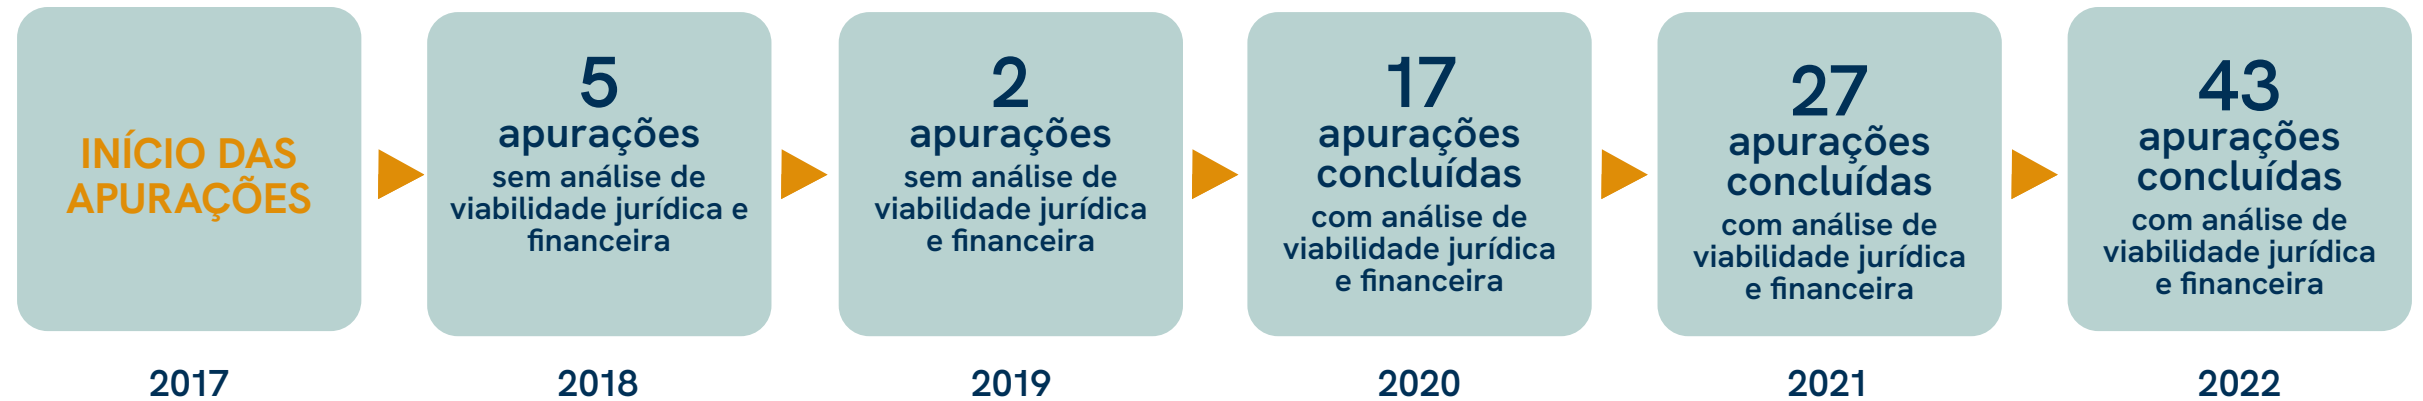 INÍCIO DAS
APURAÇÕES
2017
5
apurações
sem análise de
viabilidade jurídica e
financeira
2018
2
apurações
sem análise de
viabilidade jurídica
e financeira
2019
17
apurações
concluídas
com análise de
viabilidade jurídica
e financeira
2020
27
apurações
concluídas
com análise de
viabilidade jurídica
e financeira
2021
43
apurações
concluídas
com análise de
viabilidade jurídica
e financeira
2022